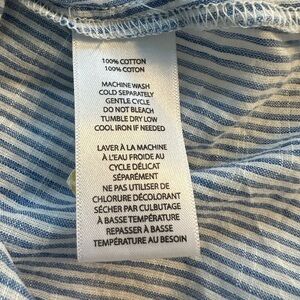 100% COTTON
100% COTON
MACHINE WASH
COLD SEPARATELY
GENTLE CYCLE
DO NOT BLEACH
TUMBLE DRY LOW
COOL IRON IF NEEDED
LAVER À LA MACHINE
À L'EAU FROIDE AU
CYCLE DÉLICAT
SÉPARÉMENT
NE PAS UTILISER DE
CHLORURE DÉCOLORANT
SÉCHER PAR CULBUTAGE
À BASSE TEMPÉRATURE
REPASSER À BASSE
TEMPÉRATURE AU BESOIN